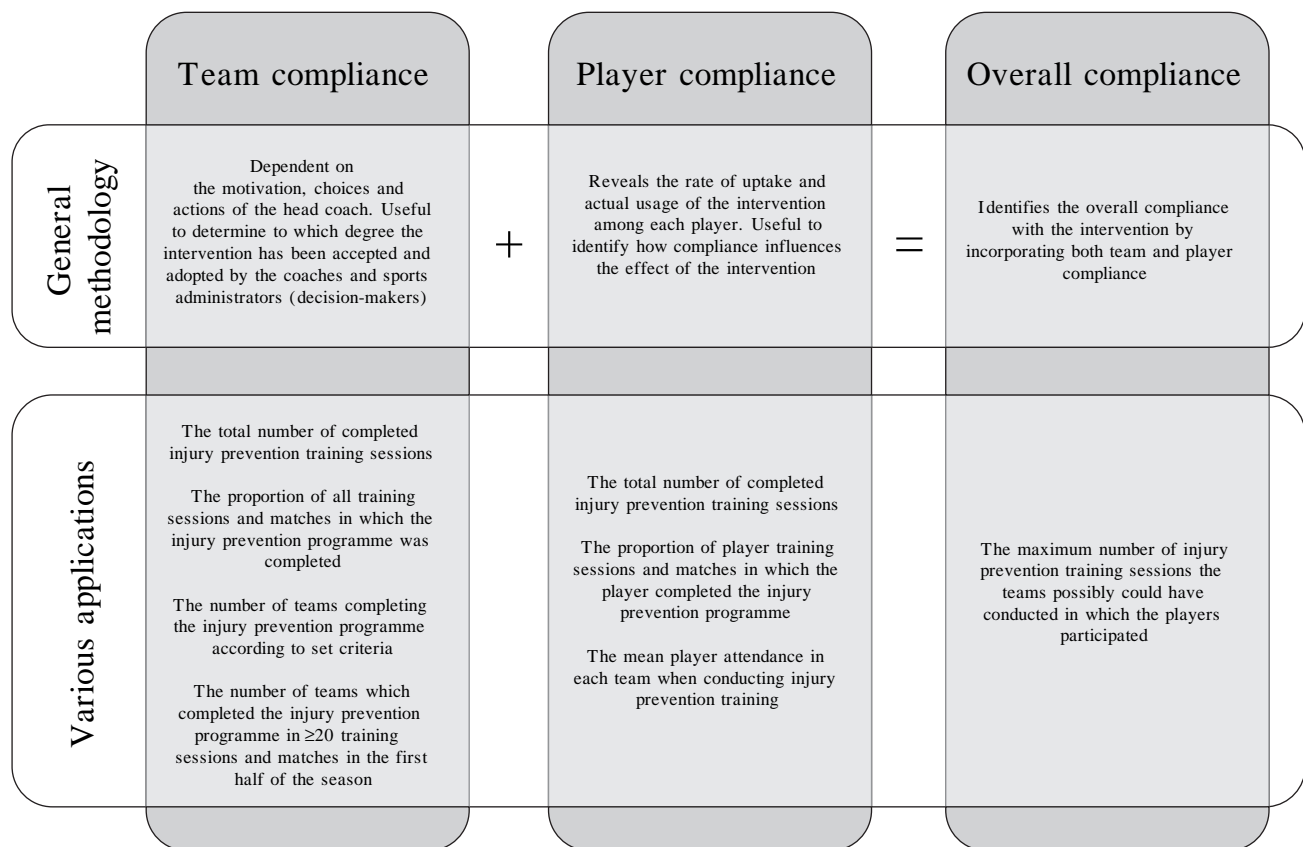 Team compliance
Player compliance
Overall compliance
General
methodology
Dependent on
the motivation, choices and
actions of the head coach. Useful
to determine to which degree the
intervention has been accepted and
adopted by the coaches and sports
administrators (decision-makers)
+
Reveals the rate of uptake and
actual usage of the intervention
among each player. Useful to
identify how compliance influences
the effect of the intervention
=
Identifies the overall compliance
with the intervention by
incorporating both team and player
compliance
Various applications
The total number of completed
injury prevention training sessions
The proportion of all training
sessions and matches in which the
injury prevention programme was
completed
The number of teams completing
the injury prevention programme
according to set criteria
The number of teams which
completed the injury prevention
programme in ≥20 training
sessions and matches in the first
half of the season
The total number of completed
injury prevention training sessions
The proportion of player training
sessions and matches in which the
player completed the injury
prevention programme
The mean player attendance in
each team when conducting injury
prevention training
The maximum number of injury
prevention training sessions the
teams possibly could have
conducted in which the players
participated